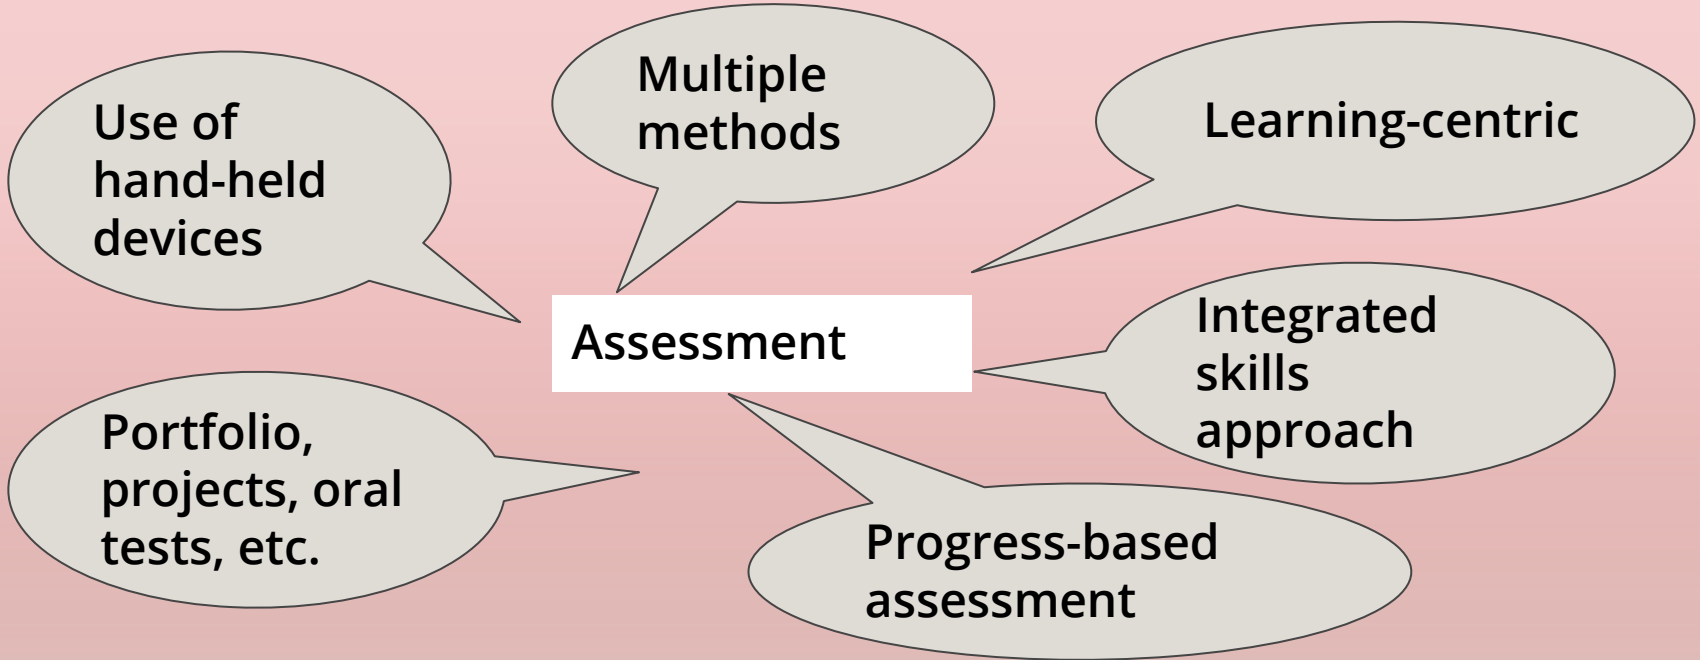 Use of
hand-held
devices
Multiple
methods
Learning-centric
Assessment
Integrated
skills
approach
Portfolio,
projects, oral
tests, etc.
Progress-based
assessment